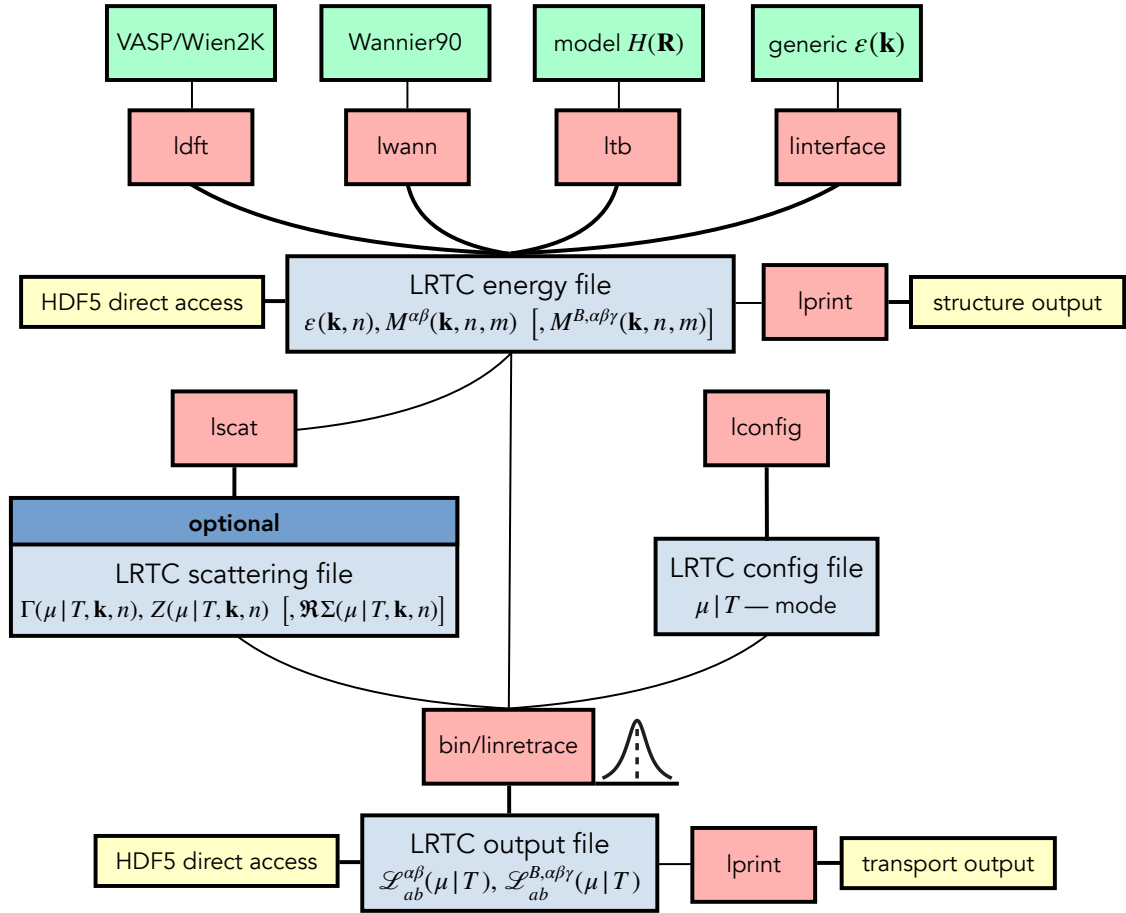 VASP/Wien2K
Wannier90
model H(R)
generic ε(k)
ldft
lwann
ltb
linterface
HDF5 direct access
LRTC energy file
ε(k, n), M^{αβ}(k, n, m) [, M^{B,αβγ}(k, n, m)]
lprint
structure output
lscat
lconfig
optional
LRTC scattering file
Γ(μ | T, k, n), Z(μ | T, k, n) [, ℜΣ(μ | T, k, n)]
LRTC config file
μ | T — mode
bin/linretrace
HDF5 direct access
LRTC output file
ℒ^{αβ}_{ab}(μ | T), ℒ^{B,αβγ}_{ab}(μ | T)
lprint
transport output